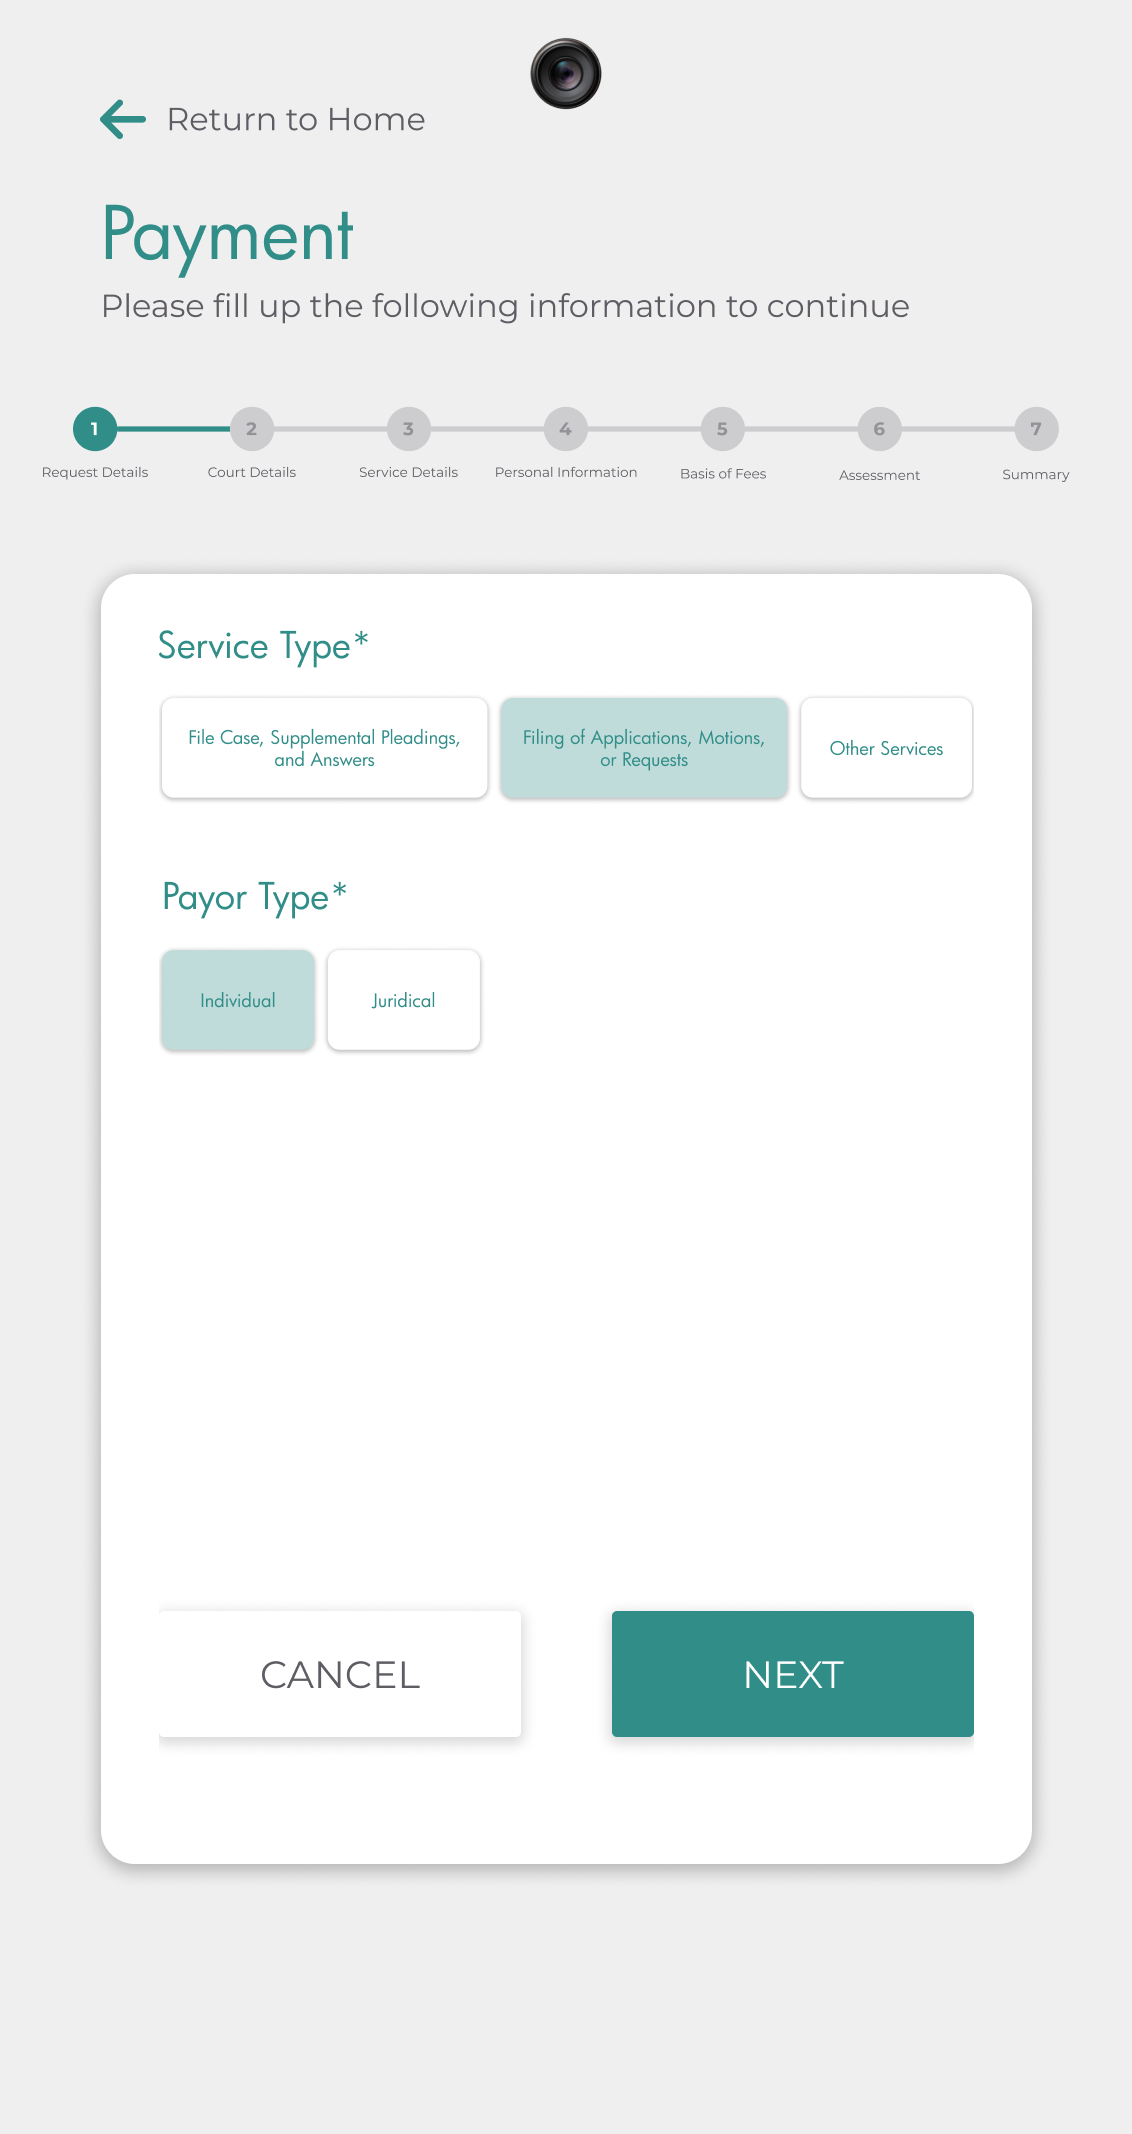 Return to Home
Payment
Please fill up the following information to continue
1 2 3 4 5 6 7
Request Details Court Details Service Details Personal Information Basis of Fees Assessment Summary
Service Type*
File Case, Supplemental Pleadings,
and Answers
Filing of Applications, Motions,
or Requests
Other Services
Payor Type*
Individual
Juridical
CANCEL
NEXT